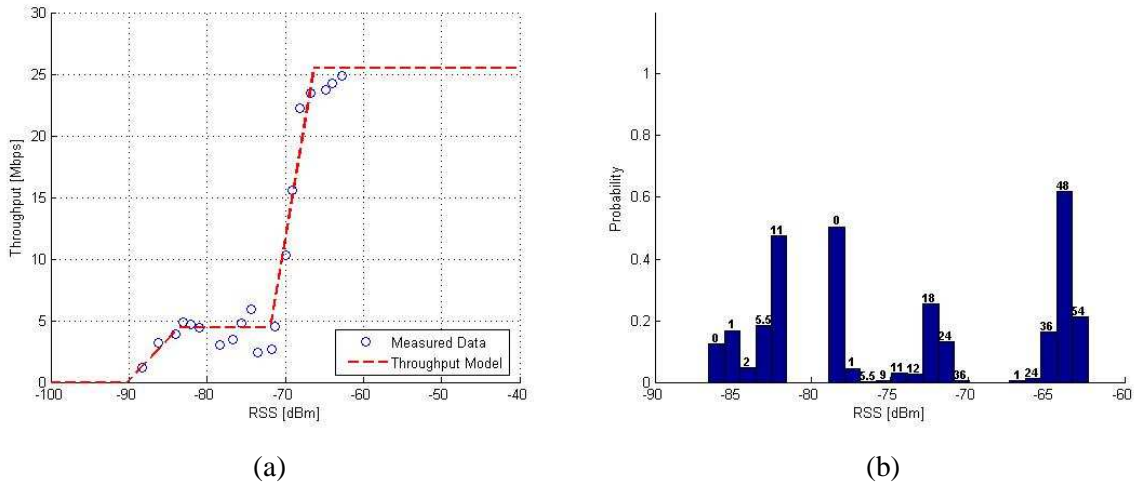 30
25
20
15
10
5
0
Throughput [Mbps]
Measured Data
Throughput Model
-100 -90 -80 -70 -60 -50 -40
RSS [dBm]
(a)
1
0.8
0.6
0.4
0.2
0
Probability
0 1 2 5.5 11
0 1 5.5 9 11 12 18 24 36
1 24 36 48 54
-90 -85 -80 -75 -70 -65 -60
RSS [dBm]
(b)